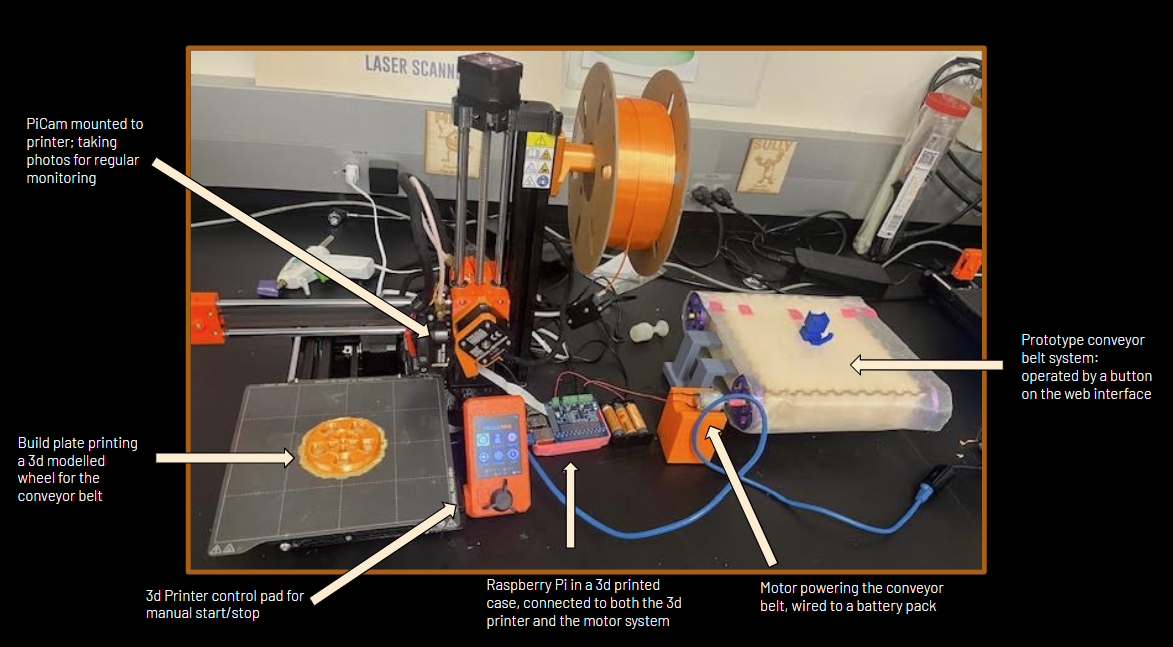 LASER SCANN
SULLY
PiCam mounted to
printer; taking
photos for regular
monitoring
Prototype conveyor
belt system:
operated by a button
on the web interface
Build plate printing
a 3d modelled
wheel for the
conveyor belt
3d Printer control pad for
manual start/stop
Raspberry Pi in a 3d printed
case, connected to both the 3d
printer and the motor system
Motor powering the conveyor
belt, wired to a battery pack